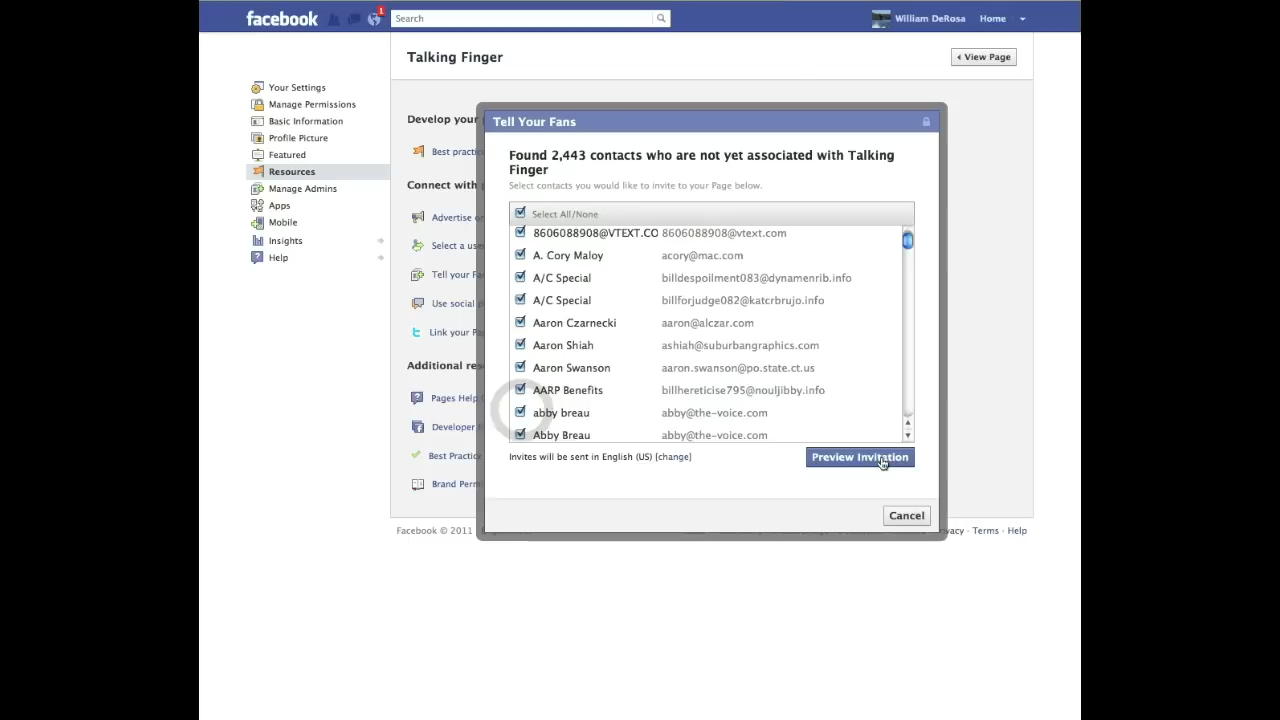 facebook
1
Search
William DeRosa
Home
Talking Finger
View Page
Your Settings
Manage Permissions
Basic Information
Profile Picture
Featured
Resources
Manage Admins
Apps
Mobile
Insights
Help
Develop your
Best
Connect with
Advertise
Select a
Tell your
Use social
Link your
Additional
Pages Help
Developer
Best
Brand
Tell Your Fans
Found 2,443 contacts who are not yet associated with Talking
Finger
Select contacts you would like to invite to your Page below.
Select All/None
8606088908@VTEXT.CO 8606088908@vtext.com
A. Cory Maloy acory@mac.com
A/C Special billdespoilment083@dynamenrib.info
A/C Special billforjudge082@katcrbrujo.info
Aaron Czarnecki aaron@alczar.com
Aaron Shiah ashiah@suburbangraphics.com
Aaron Swanson aaron.swanson@po.state.ct.us
AARP Benefits billhereticise795@nouljibby.info
abby breau abby@the-voice.com
Abby Breau abby@the-voice.com
Invites will be sent in English (US) [change]
Preview Invitation
Cancel
Facebook © 2011
· Terms · Help